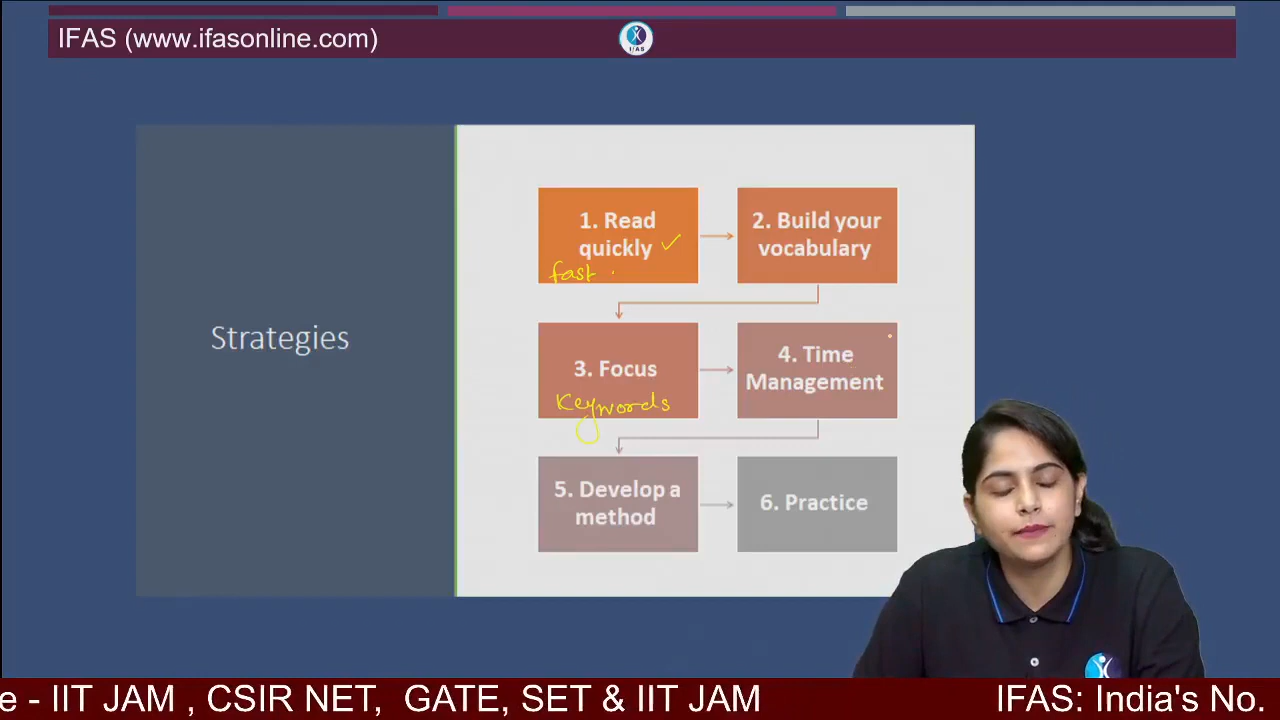 IFAS (www.ifasonline.com)
IFAS
Strategies
1. Read
quickly
fast
2. Build your
vocabulary
3. Focus
Keywords
4. Time
Management
5. Develop a
method
6. Practice
e - IIT JAM , CSIR NET, GATE, SET & IIT JAM
IFAS: India's No.